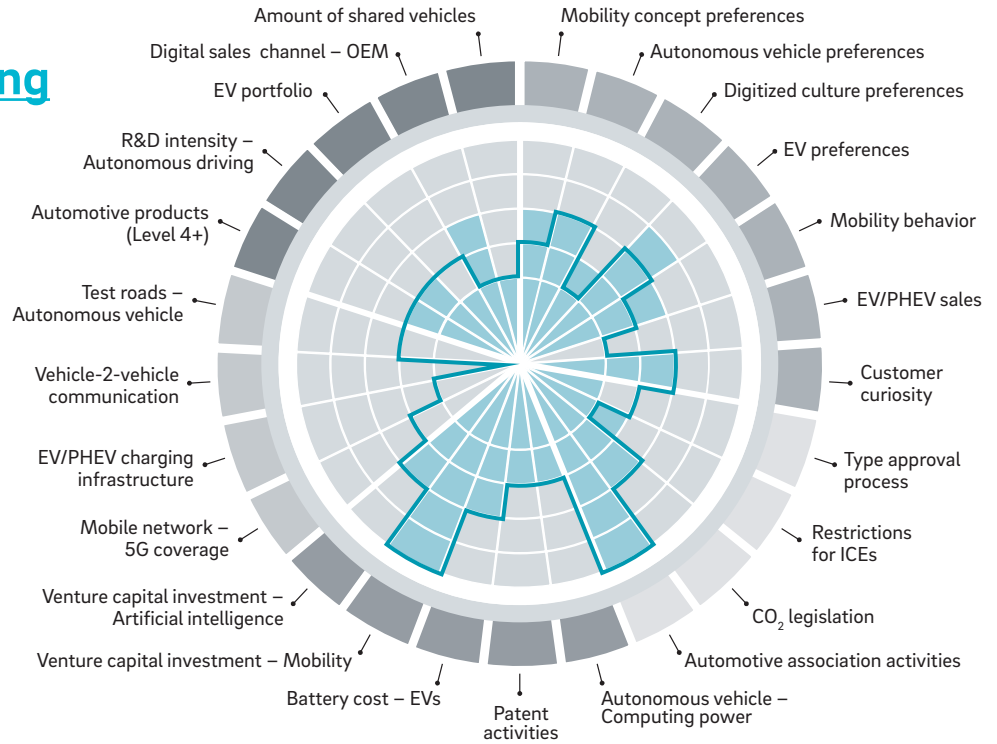 ng
Amount of shared vehicles
Mobility concept preferences
Digital sales channel – OEM
Autonomous vehicle preferences
EV portfolio
Digitized culture preferences
R&D intensity –
Autonomous driving
EV preferences
Automotive products
(Level 4+)
Mobility behavior
Test roads –
Autonomous vehicle
EV/PHEV sales
Vehicle-2-vehicle
communication
Customer
curiosity
EV/PHEV charging
infrastructure
Type approval
process
Mobile network –
5G coverage
Restrictions
for ICEs
Venture capital investment –
Artificial intelligence
CO2 legislation
Venture capital investment – Mobility
Automotive association activities
Battery cost – EVs
Patent
activities
Autonomous vehicle –
Computing power